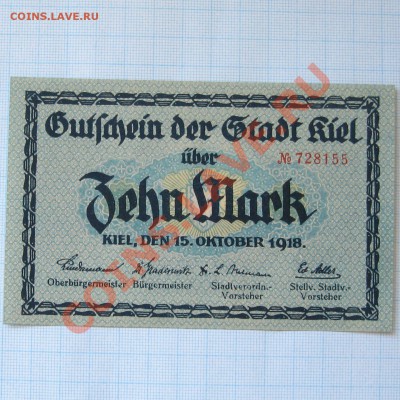 COINS.LAVE.RU
Gutschein der Stadt Kiel
über № 728155
Zehn Mark
KIEL, DEN 15. OKTOBER 1918.
Oberbürgermeister Bürgermeister Stadtverordn.- Stellv. Stadtv.-
Vorsteher Vorsteher
COINS.LAVE.RU